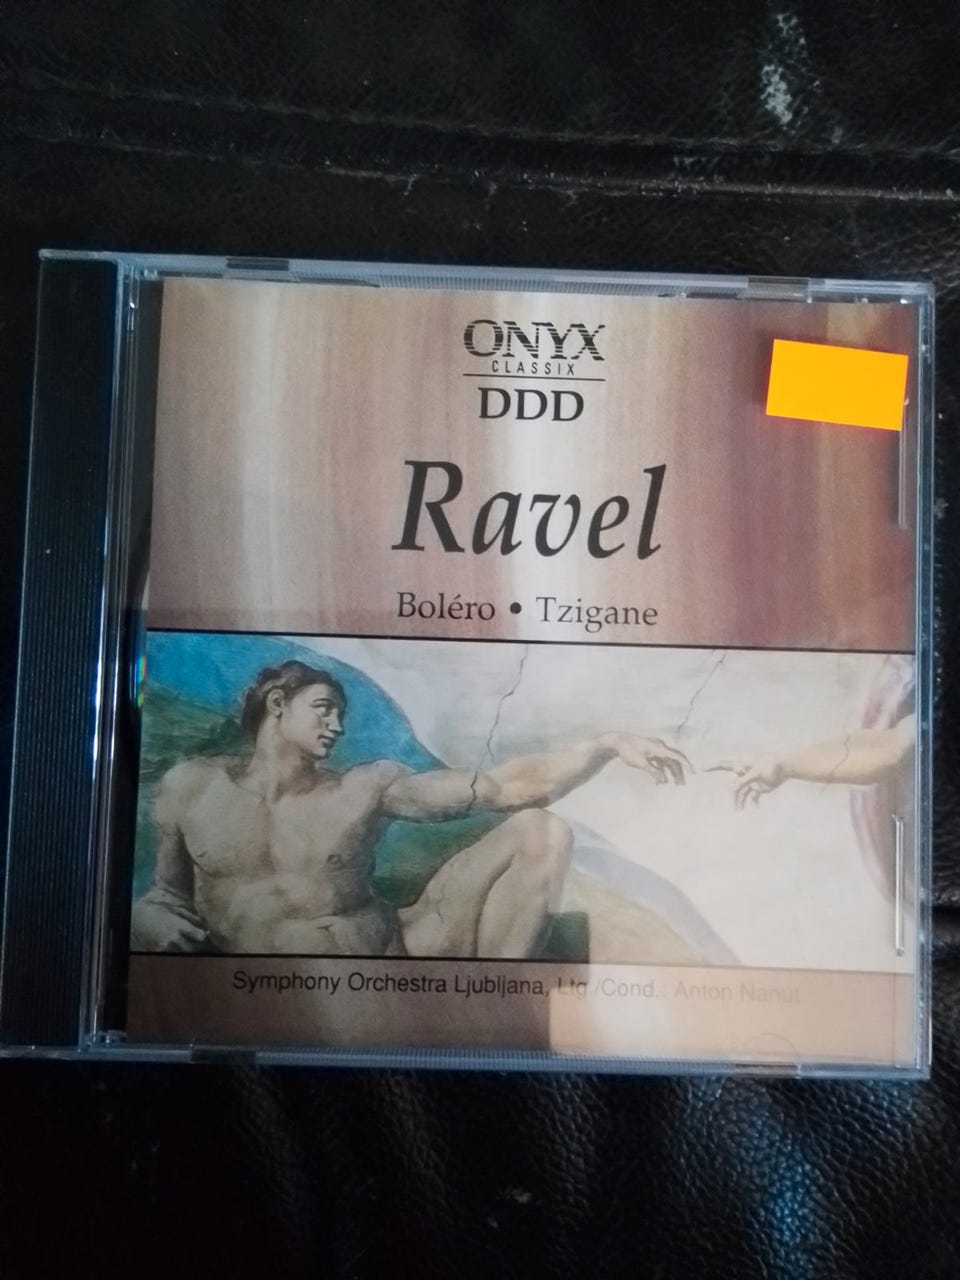 ONYX
CLASSIX
DDD
Ravel
Boléro • Tzigane
Symphony Orchestra Ljubljana, Ltg./Cond.: Anton Nanut